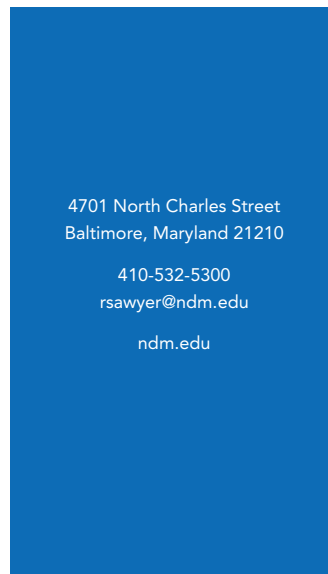 4701 North Charles Street
Baltimore, Maryland 21210
410-532-5300
rsawyer@ndm.edu
ndm.edu